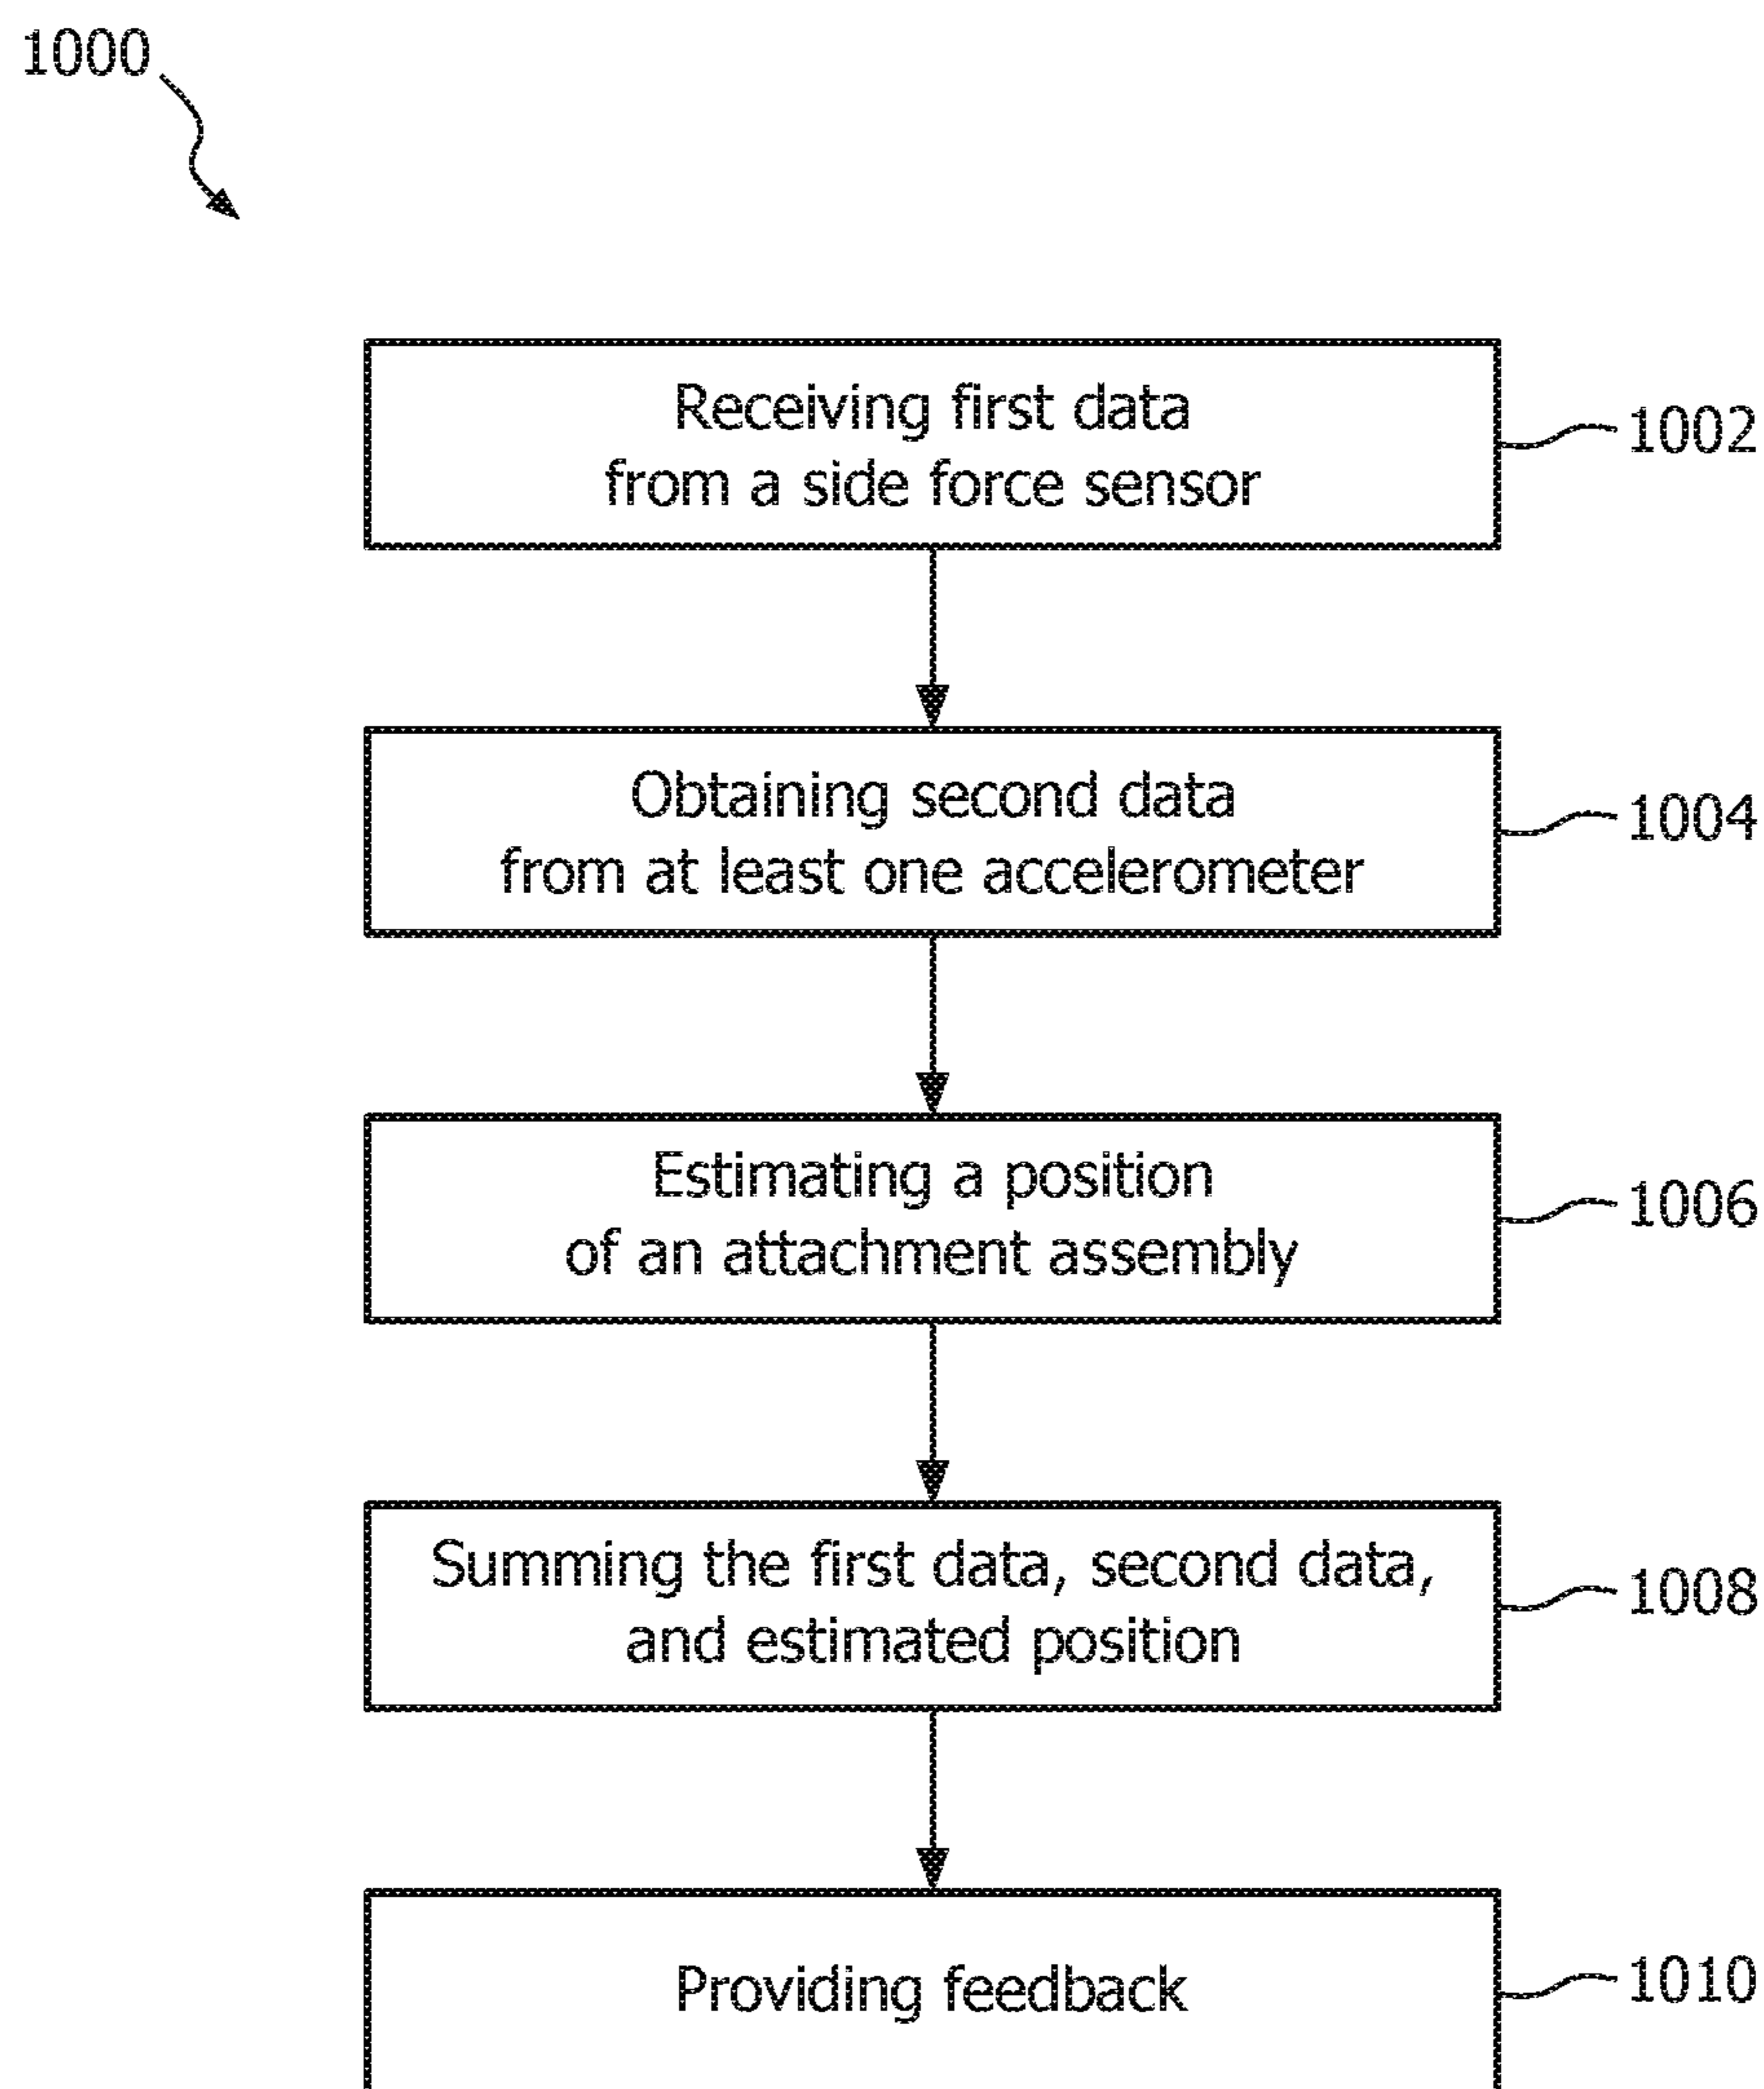 1000
Receiving first data
from a side force sensor
1002
Obtaining second data
from at least one accelerometer
1004
Estimating a position
of an attachment assembly
1006
Summing the first data, second data,
and estimated position
1008
Providing feedback
1010